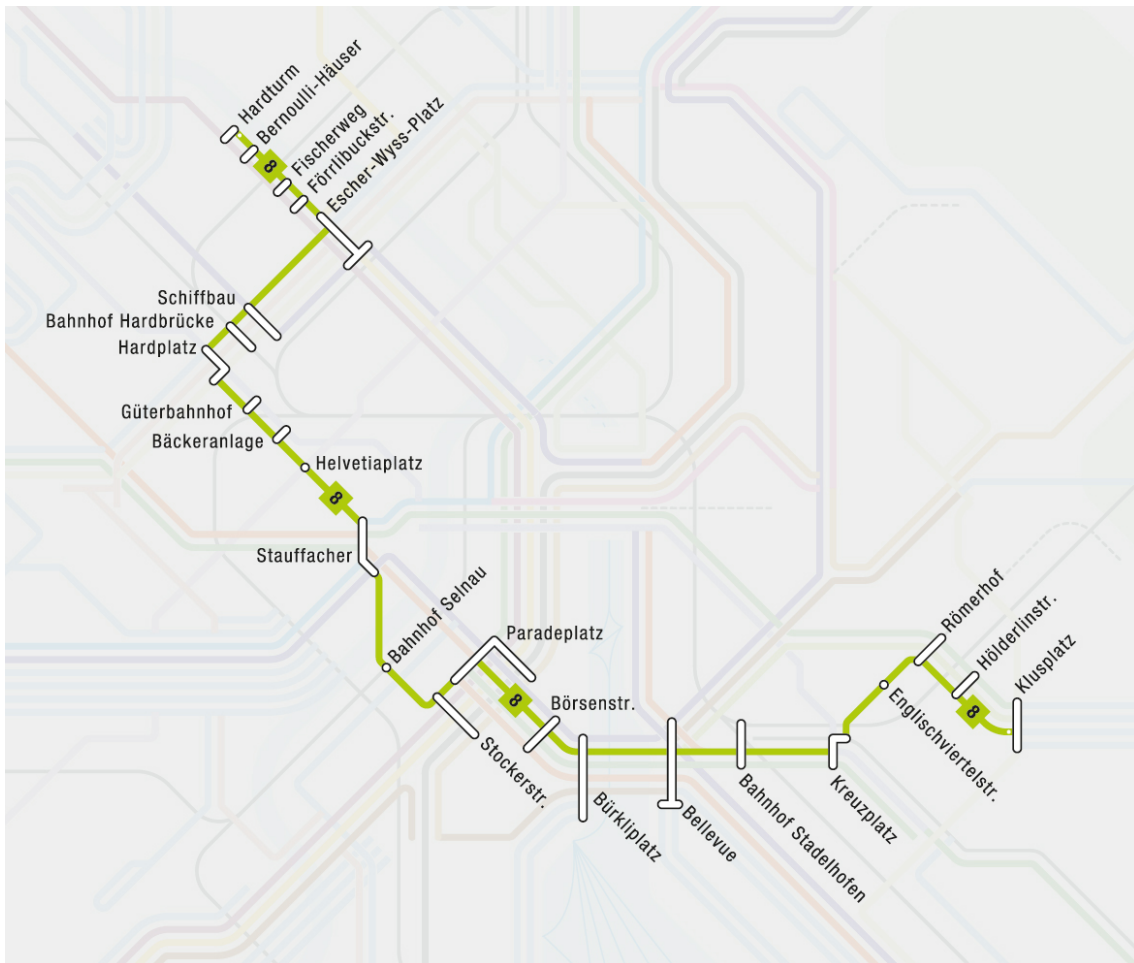 Hardturm
Bernoulli-Häuser
8
Fischerweg
Förrlibuckstr.
Escher-Wyss-Platz
Schiffbau
Bahnhof Hardbrücke
Hardplatz
Güterbahnhof
Bäckeranlage
Helvetiaplatz
8
Stauffacher
Bahnhof Selnau
Stockerstr.
Paradeplatz
8
Börsenstr.
Bürkliplatz
Bellevue
Bahnhof Stadelhofen
Kreuzplatz
Englischviertelstr.
Römerhof
Hölderlinstr.
8
Klusplatz